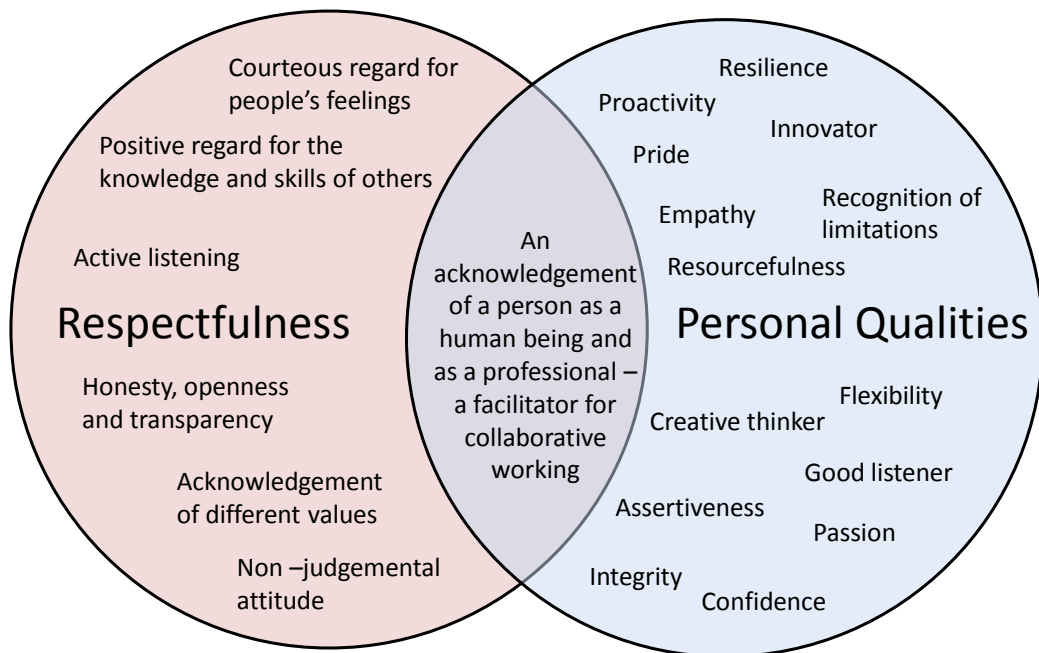 Courteous regard for
people’s feelings
Positive regard for the
knowledge and skills of others
Active listening
Respectfulness
Honesty, openness
and transparency
Acknowledgement
of different values
Non –judgemental
attitude
An
acknowledgement
of a person as a
human being and
as a professional –
a facilitator for
collaborative
working
Resilience
Proactivity
Innovator
Pride
Recognition of
limitations
Empathy
Resourcefulness
Personal Qualities
Flexibility
Creative thinker
Good listener
Assertiveness
Passion
Integrity
Confidence